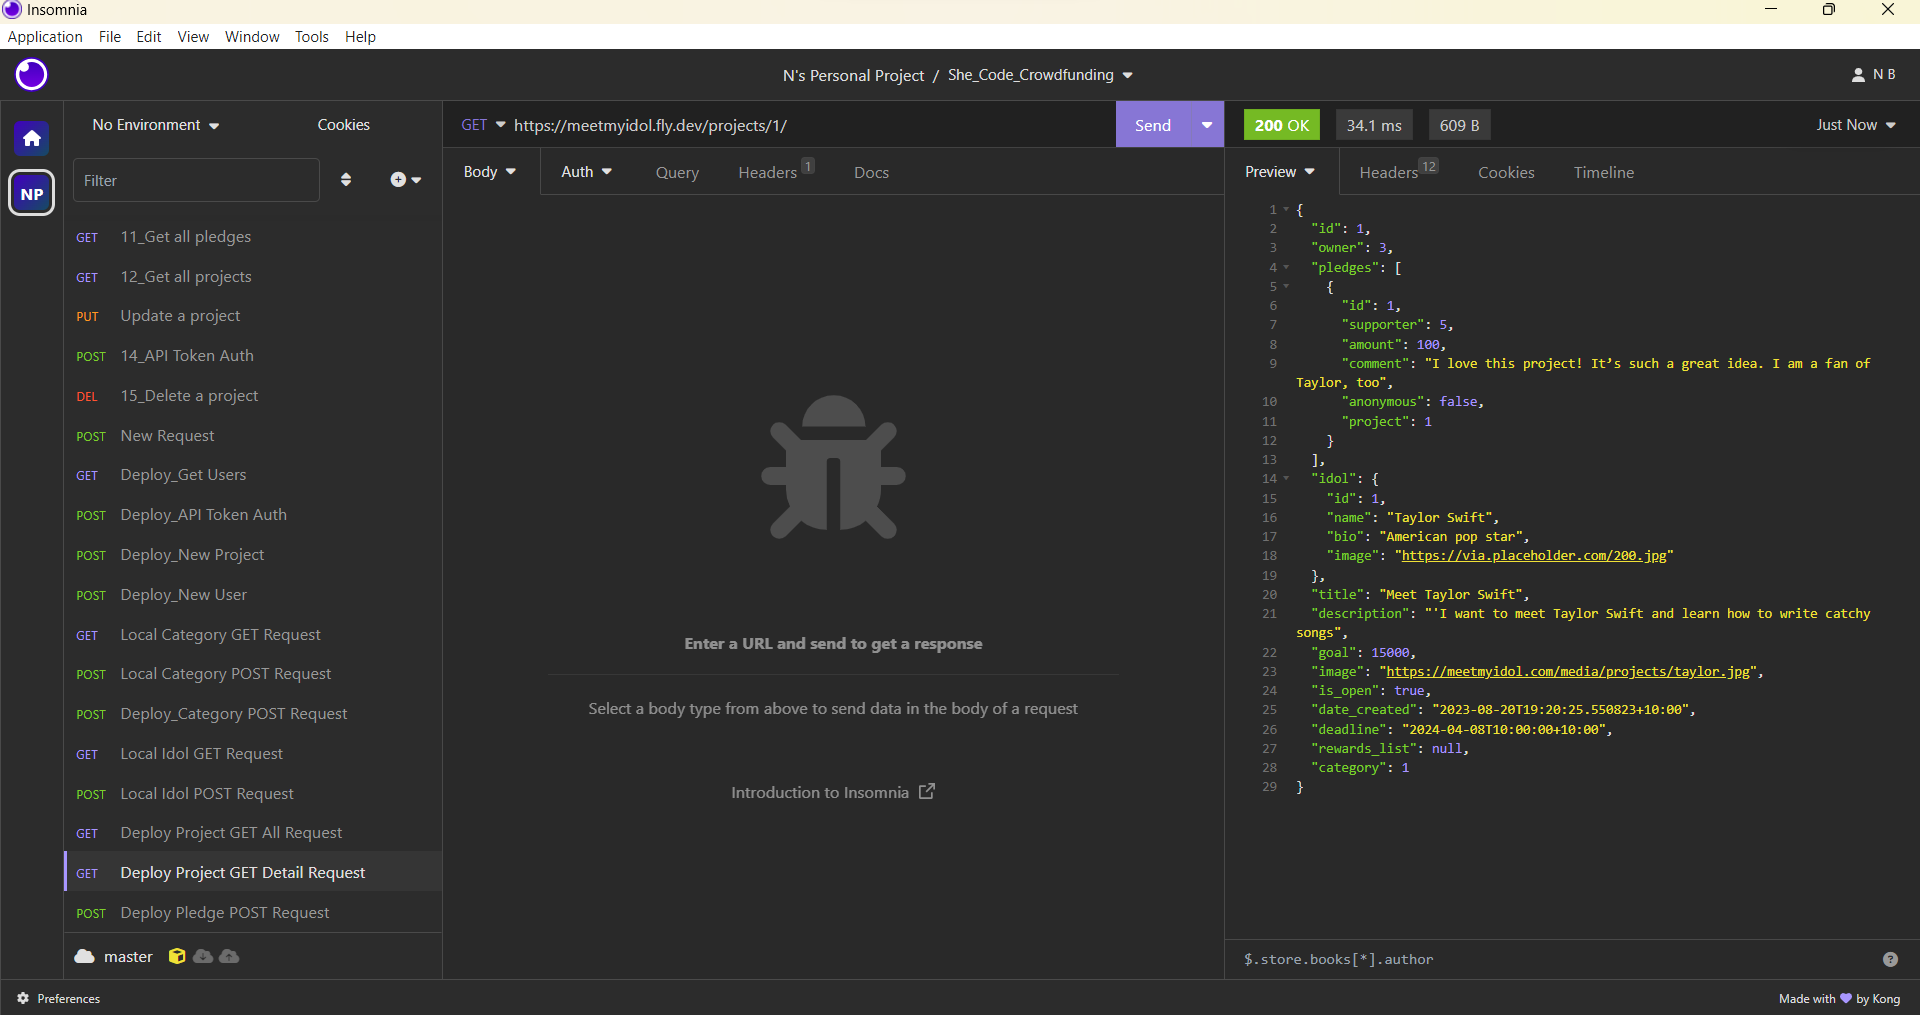 Insomnia
Application File Edit View Window Tools Help
N's Personal Project / She_Code_Crowdfunding
N B
No Environment Cookies
GET https://meetmyidol.fly.dev/projects/1/ Send
200 OK 34.1 ms 609 B Just Now
NP
Filter
Body Auth Query Headers 1 Docs
Preview Headers 12 Cookies Timeline
GET 11_Get all pledges
GET 12_Get all projects
PUT Update a project
POST 14_API Token Auth
DEL 15_Delete a project
POST New Request
GET Deploy_Get Users
POST Deploy_API Token Auth
POST Deploy_New Project
POST Deploy_New User
GET Local Category GET Request
POST Local Category POST Request
POST Deploy_Category POST Request
GET Local Idol GET Request
POST Local Idol POST Request
GET Deploy Project GET All Request
GET Deploy Project GET Detail Request
POST Deploy Pledge POST Request
master
Enter a URL and send to get a response
Select a body type from above to send data in the body of a request
Introduction to Insomnia
1 {
2 "id": 1,
3 "owner": 3,
4 "pledges": [
5 {
6 "id": 1,
7 "supporter": 5,
8 "amount": 100,
9 "comment": "I love this project! It’s such a great idea. I am a fan of
Taylor, too",
10 "anonymous": false,
11 "project": 1
12 }
13 ],
14 "idol": {
15 "id": 1,
16 "name": "Taylor Swift",
17 "bio": "American pop star",
18 "image": "https://via.placeholder.com/200.jpg"
19 },
20 "title": "Meet Taylor Swift",
21 "description": "'I want to meet Taylor Swift and learn how to write catchy
songs",
22 "goal": 15000,
23 "image": "https://meetmyidol.com/media/projects/taylor.jpg",
24 "is_open": true,
25 "date_created": "2023-08-20T19:20:25.550823+10:00",
26 "deadline": "2024-04-08T10:00:00+10:00",
27 "rewards_list": null,
28 "category": 1
29 }
$.store.books[*].author
?
Preferences
Made with 💜 by Kong